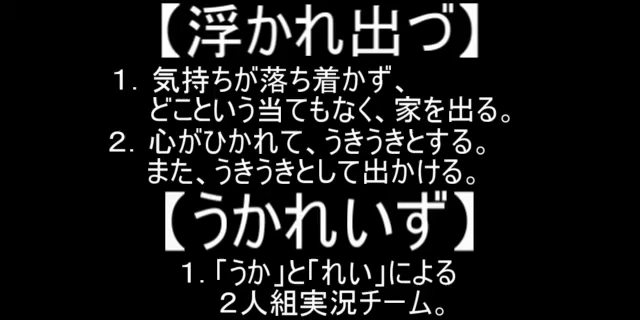 【浮かれ出づ】
１．気持ちが落ち着かず、
どこという当てもなく、家を出る。
２．心がひかれて、うきうきとする。
また、うきうきとして出かける。
【うかれいず】
１．「うか」と「れい」による
２人組実況チーム。